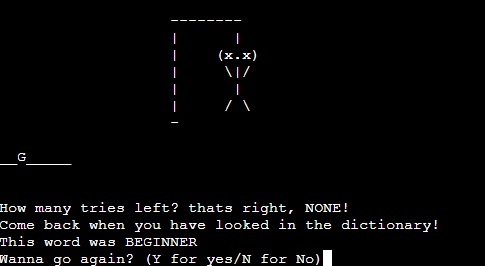 (x.x)
__G_____
How many tries left? thats right, NONE!
Come back when you have looked in the dictionary!
This word was BEGINNER
Wanna go again? (Y for yes/N for No)